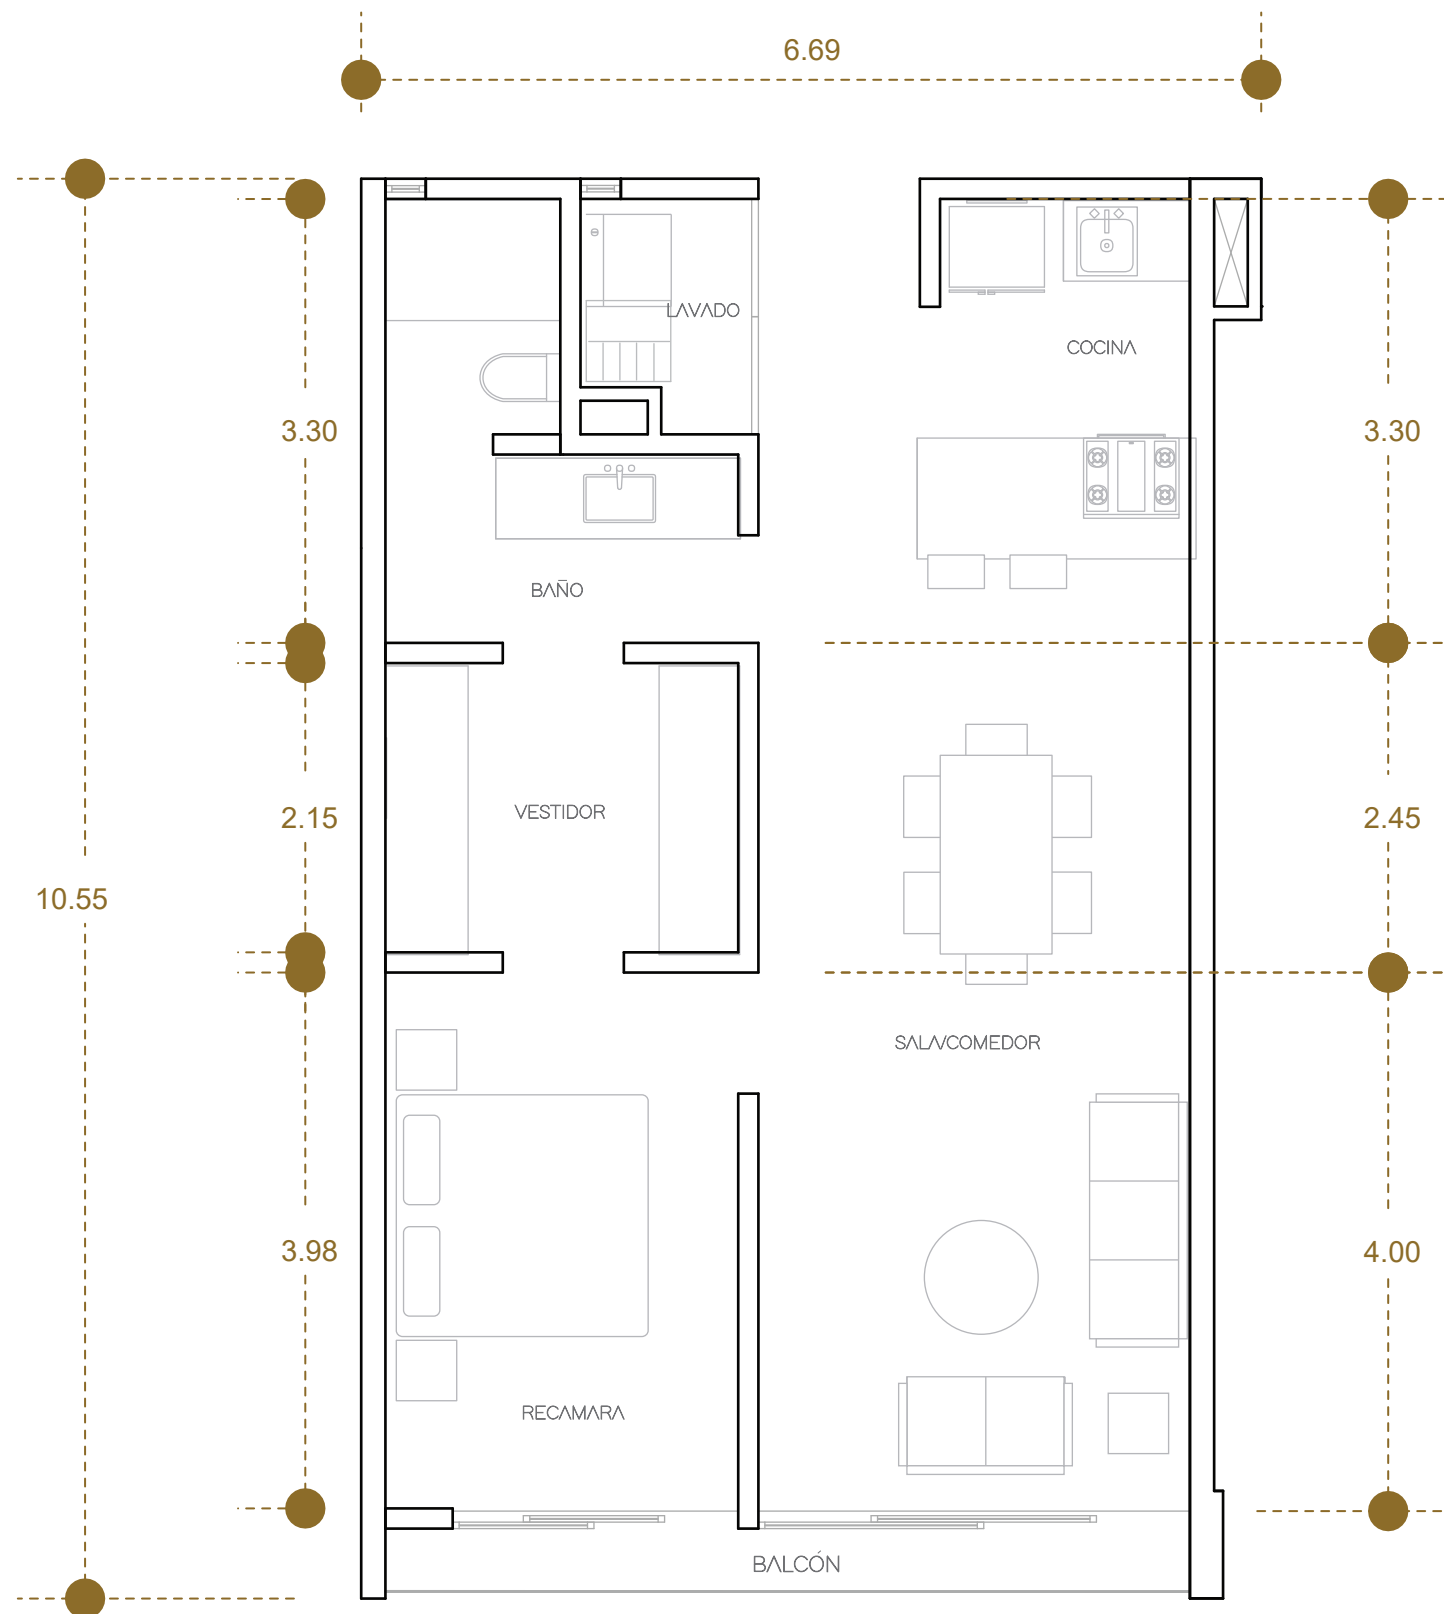 6.69
LAVADO
COCINA
3.30
3.30
BAÑO
VESTIDOR
2.15
2.45
10.55
SALA/COMEDOR
3.98
4.00
RECAMARA
BALCÓN